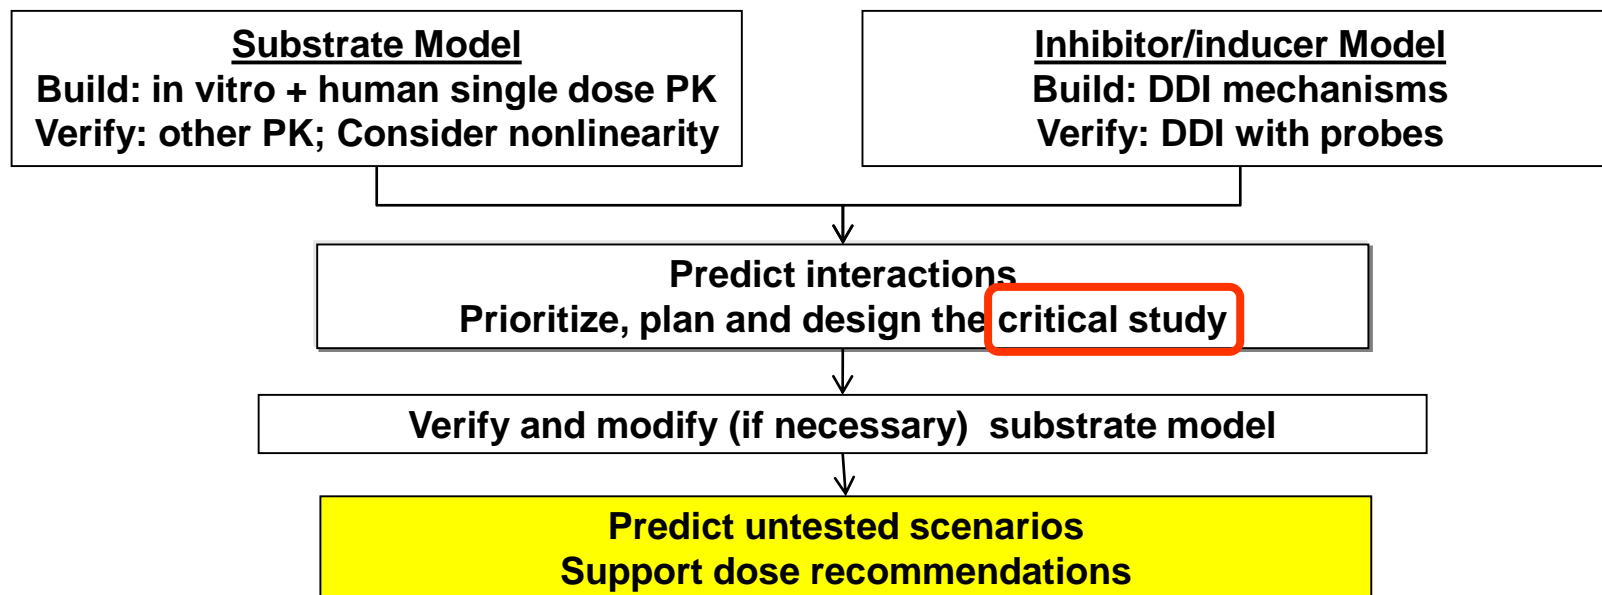 Substrate Model
Build: in vitro + human single dose PK
Verify: other PK; Consider nonlinearity
Inhibitor/inducer Model
Build: DDI mechanisms
Verify: DDI with probes
Predict interactions
Prioritize, plan and design the critical study
Verify and modify (if necessary) substrate model
Predict untested scenarios
Support dose recommendations